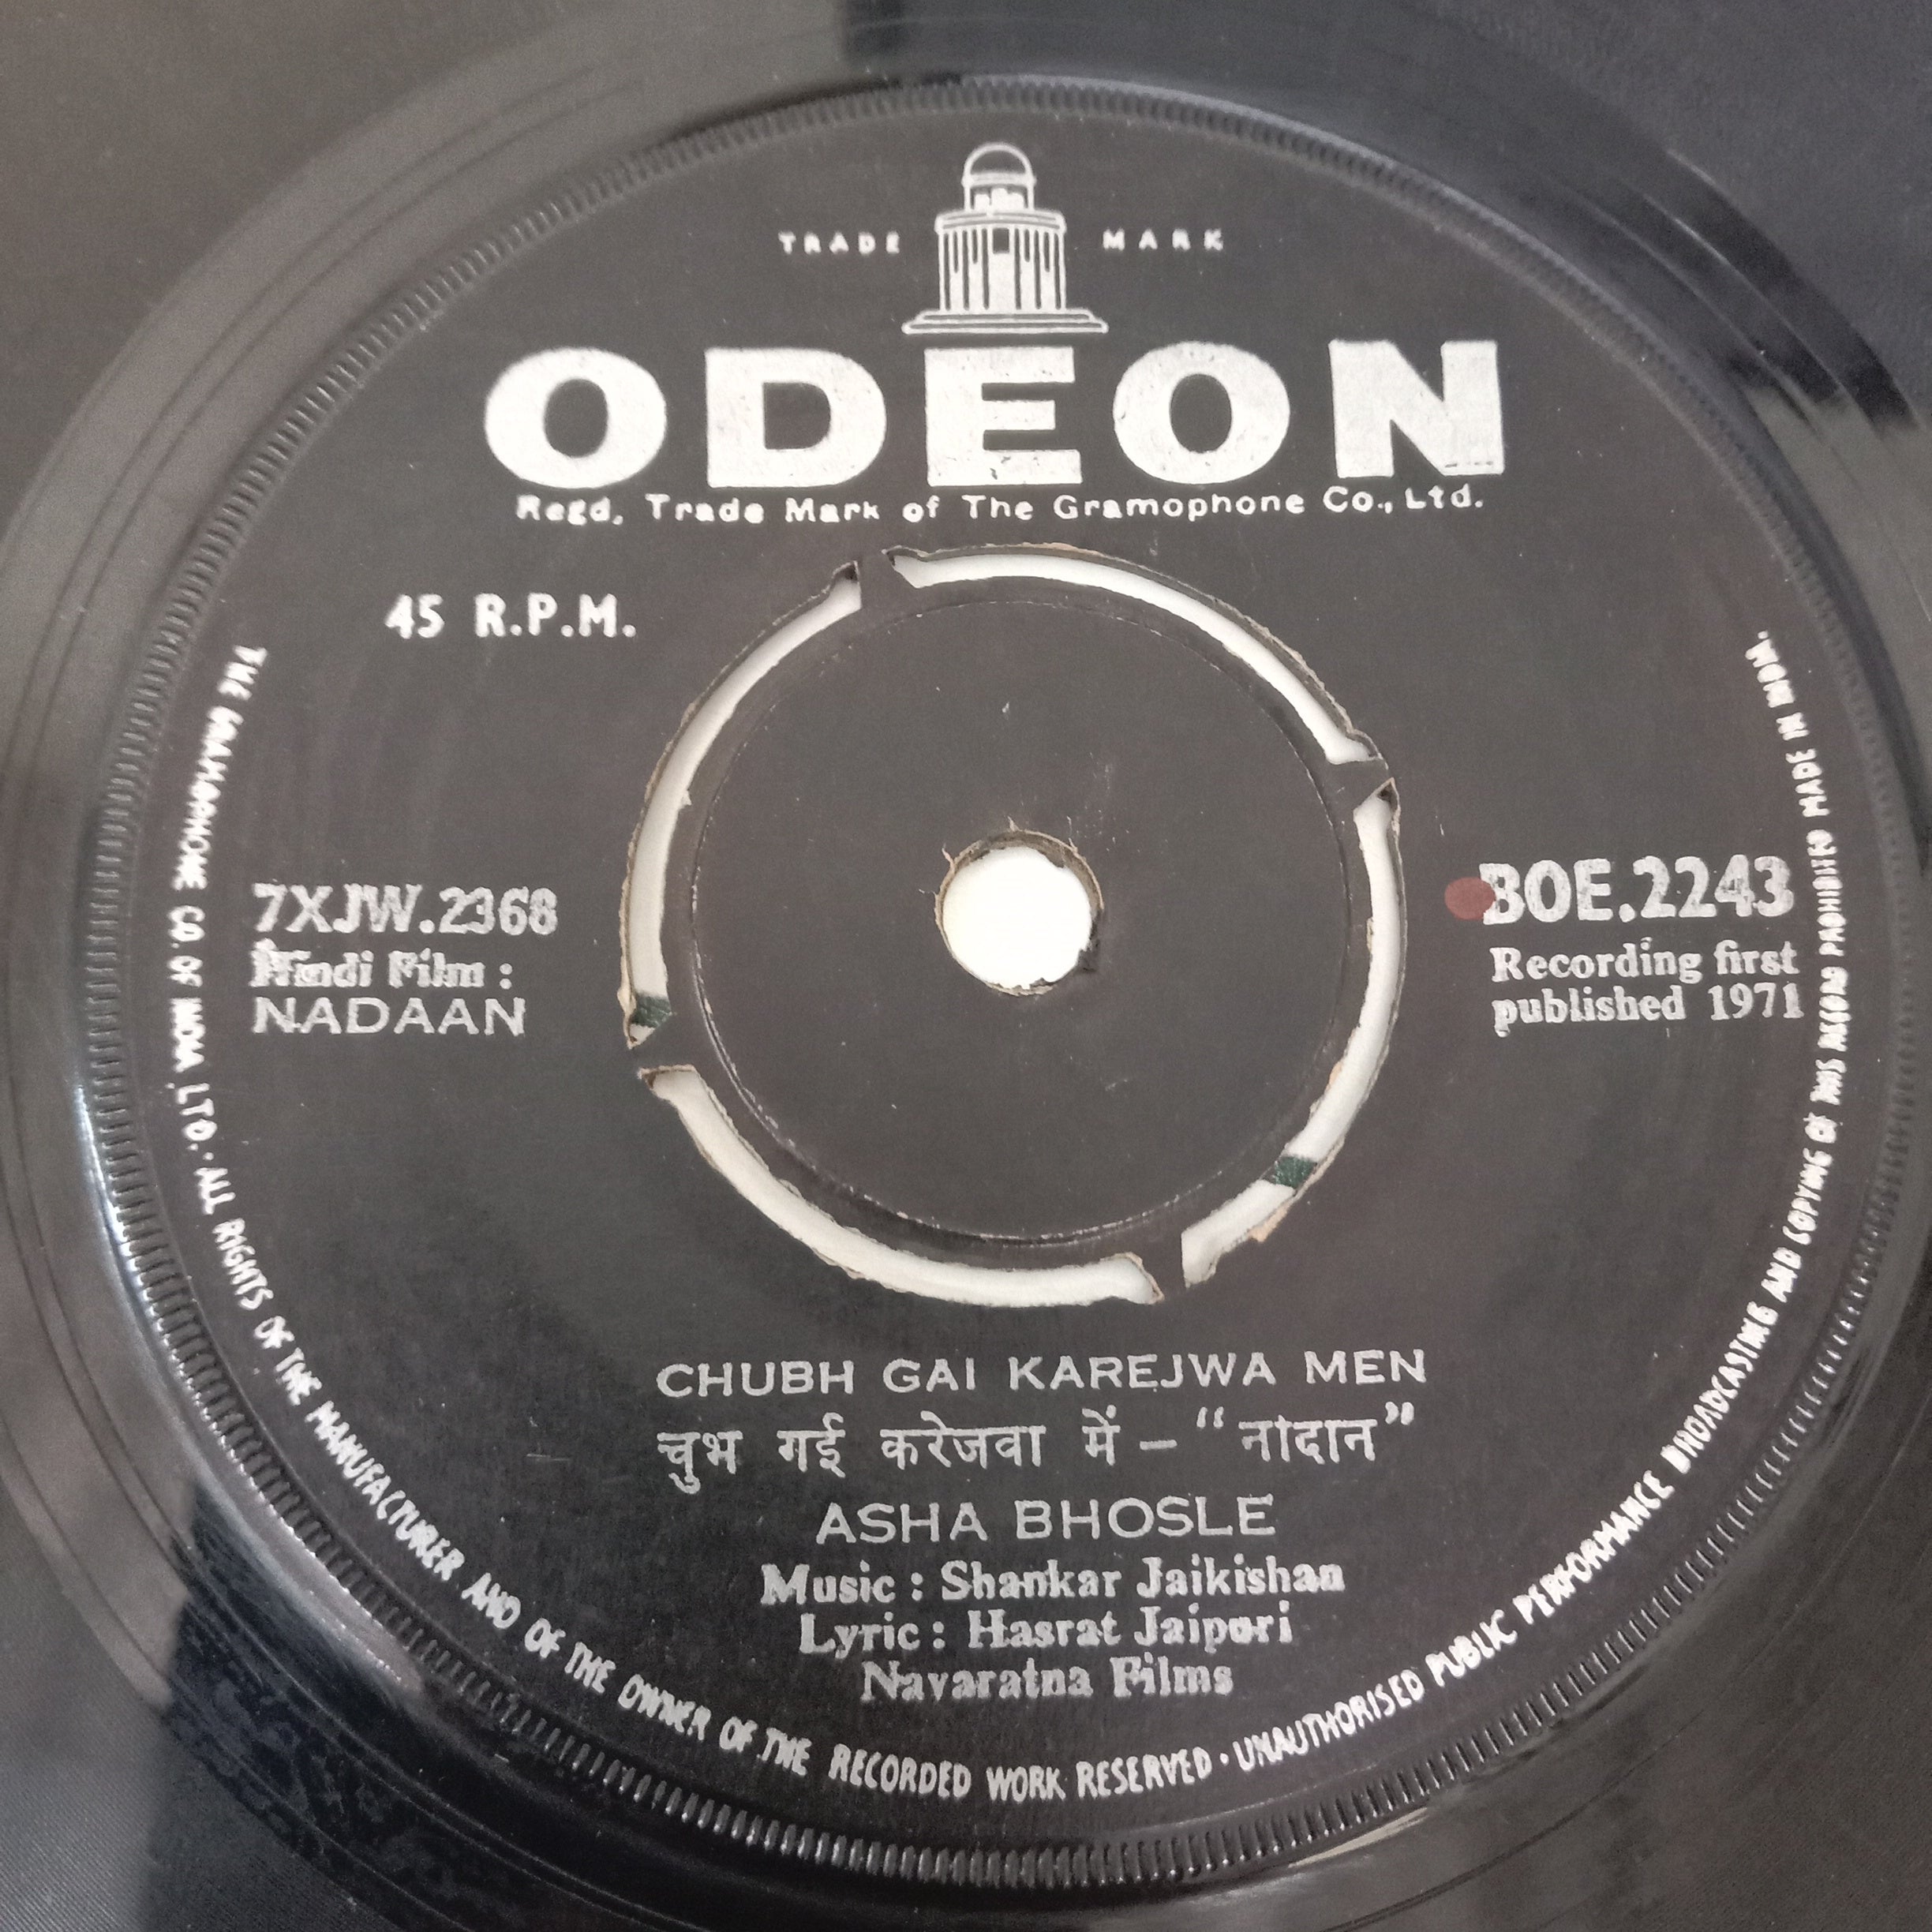 TRADE MARK
ODEON
Regd. Trade Mark of The Gramophone Co., Ltd.
45 R.P.M.
7XJW.2368
Hindi Film :
NADAAN
BOE.2243
Recording first
published 1971
CHUBH GAI KAREJWA MEN
चुभ गई करेजवा में – “नादान”
ASHA BHOSLE
Music : Shankar Jaikishan
Lyric : Hasrat Jaipuri
Navaratna Films
THE GRAMOPHONE CO. OF INDIA LTD. · ALL RIGHTS OF THE MANUFACTURER AND OF THE OWNER OF THE RECORDED WORK RESERVED · UNAUTHORISED PUBLIC PERFORMANCE BROADCASTING AND COPYING OF THIS RECORD PROHIBITED MADE IN INDIA.